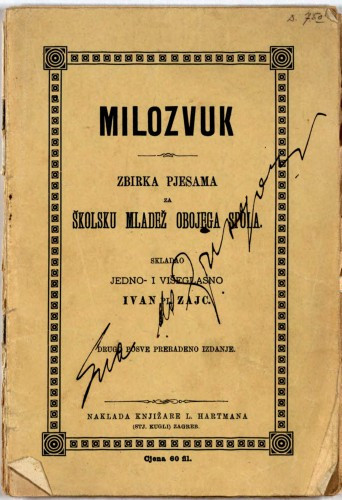 MILOZVUK
ZBIRKA PJESAMA
ZA
ŠKOLSKU MLADEŽ OBOJEGA SPOLA.
SKLADAO
JEDNO- I VIŠEGLASNO
IVAN PL. ZAJC.
DRUGO POSVE PRERAĐENO IZDANJE.
NAKLADA KNJIŽARE L. HARTMANA
(STJ. KUGLI) ZAGREB.
Cijena 60 fil.